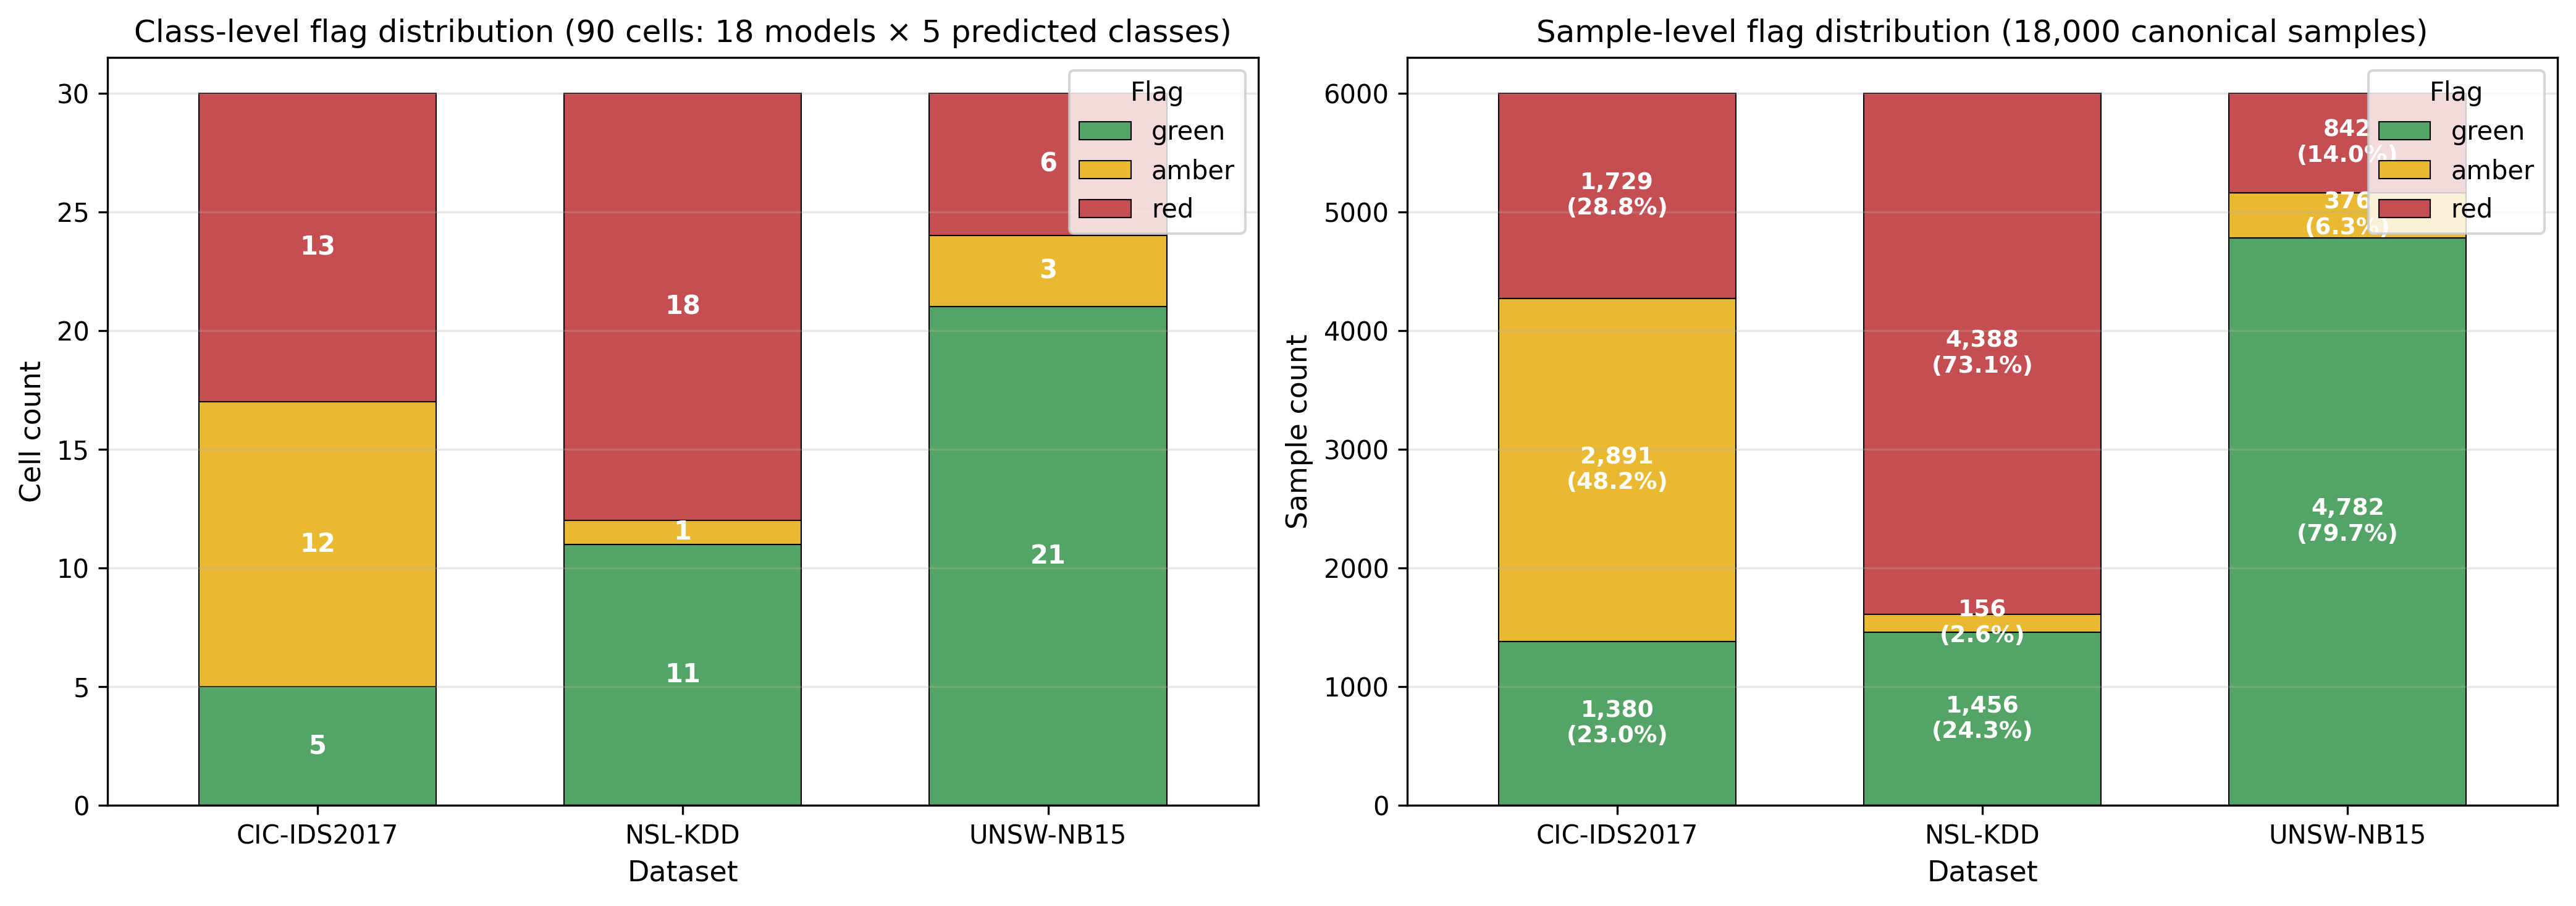 Class-level flag distribution (90 cells: 18 models × 5 predicted classes)
Cell count
30
25
20
15
10
5
0
13
12
5
18
1
11
6
3
21
Flag
green
amber
red
CIC-IDS2017
NSL-KDD
UNSW-NB15
Dataset
Sample-level flag distribution (18,000 canonical samples)
Sample count
6000
5000
4000
3000
2000
1000
0
1,729
(28.8%)
2,891
(48.2%)
1,380
(23.0%)
4,388
(73.1%)
156
(2.6%)
1,456
(24.3%)
842
(14.0%)
376
(6.3%)
4,782
(79.7%)
Flag
green
amber
red
CIC-IDS2017
NSL-KDD
UNSW-NB15
Dataset